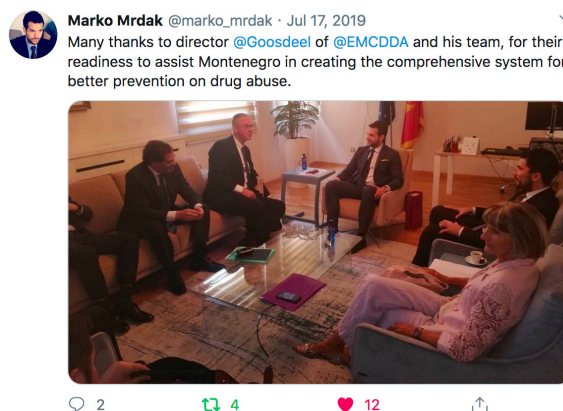 Marko Mrdak @marko_mrdak · Jul 17, 2019
Many thanks to director @Goosdeel of @EMCDDA and his team, for their
readiness to assist Montenegro in creating the comprehensive system for
better prevention on drug abuse.
2 4 12